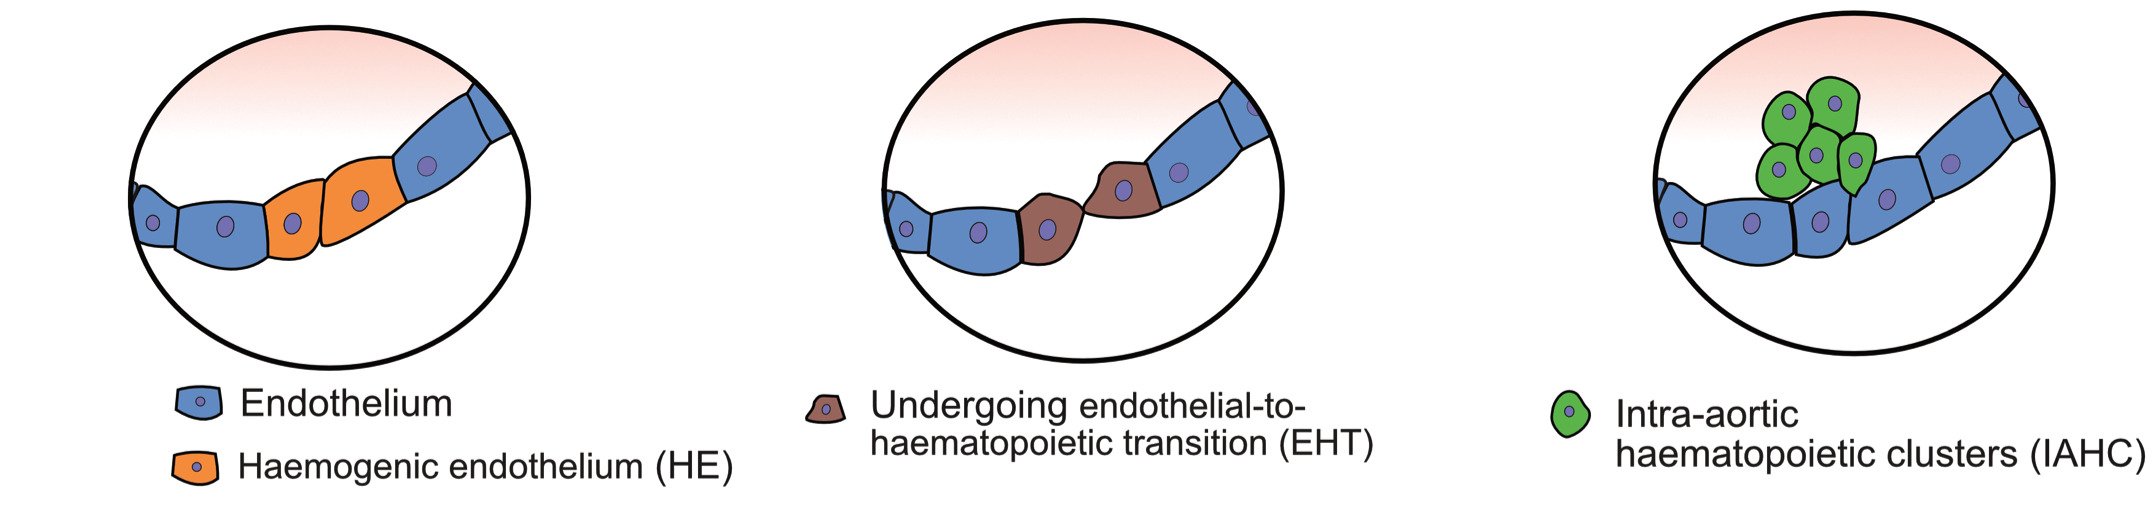 Endothelium
Haemogenic endothelium (HE)
Undergoing endothelial-to-
haematopoietic transition (EHT)
Intra-aortic
haematopoietic clusters (IAHC)